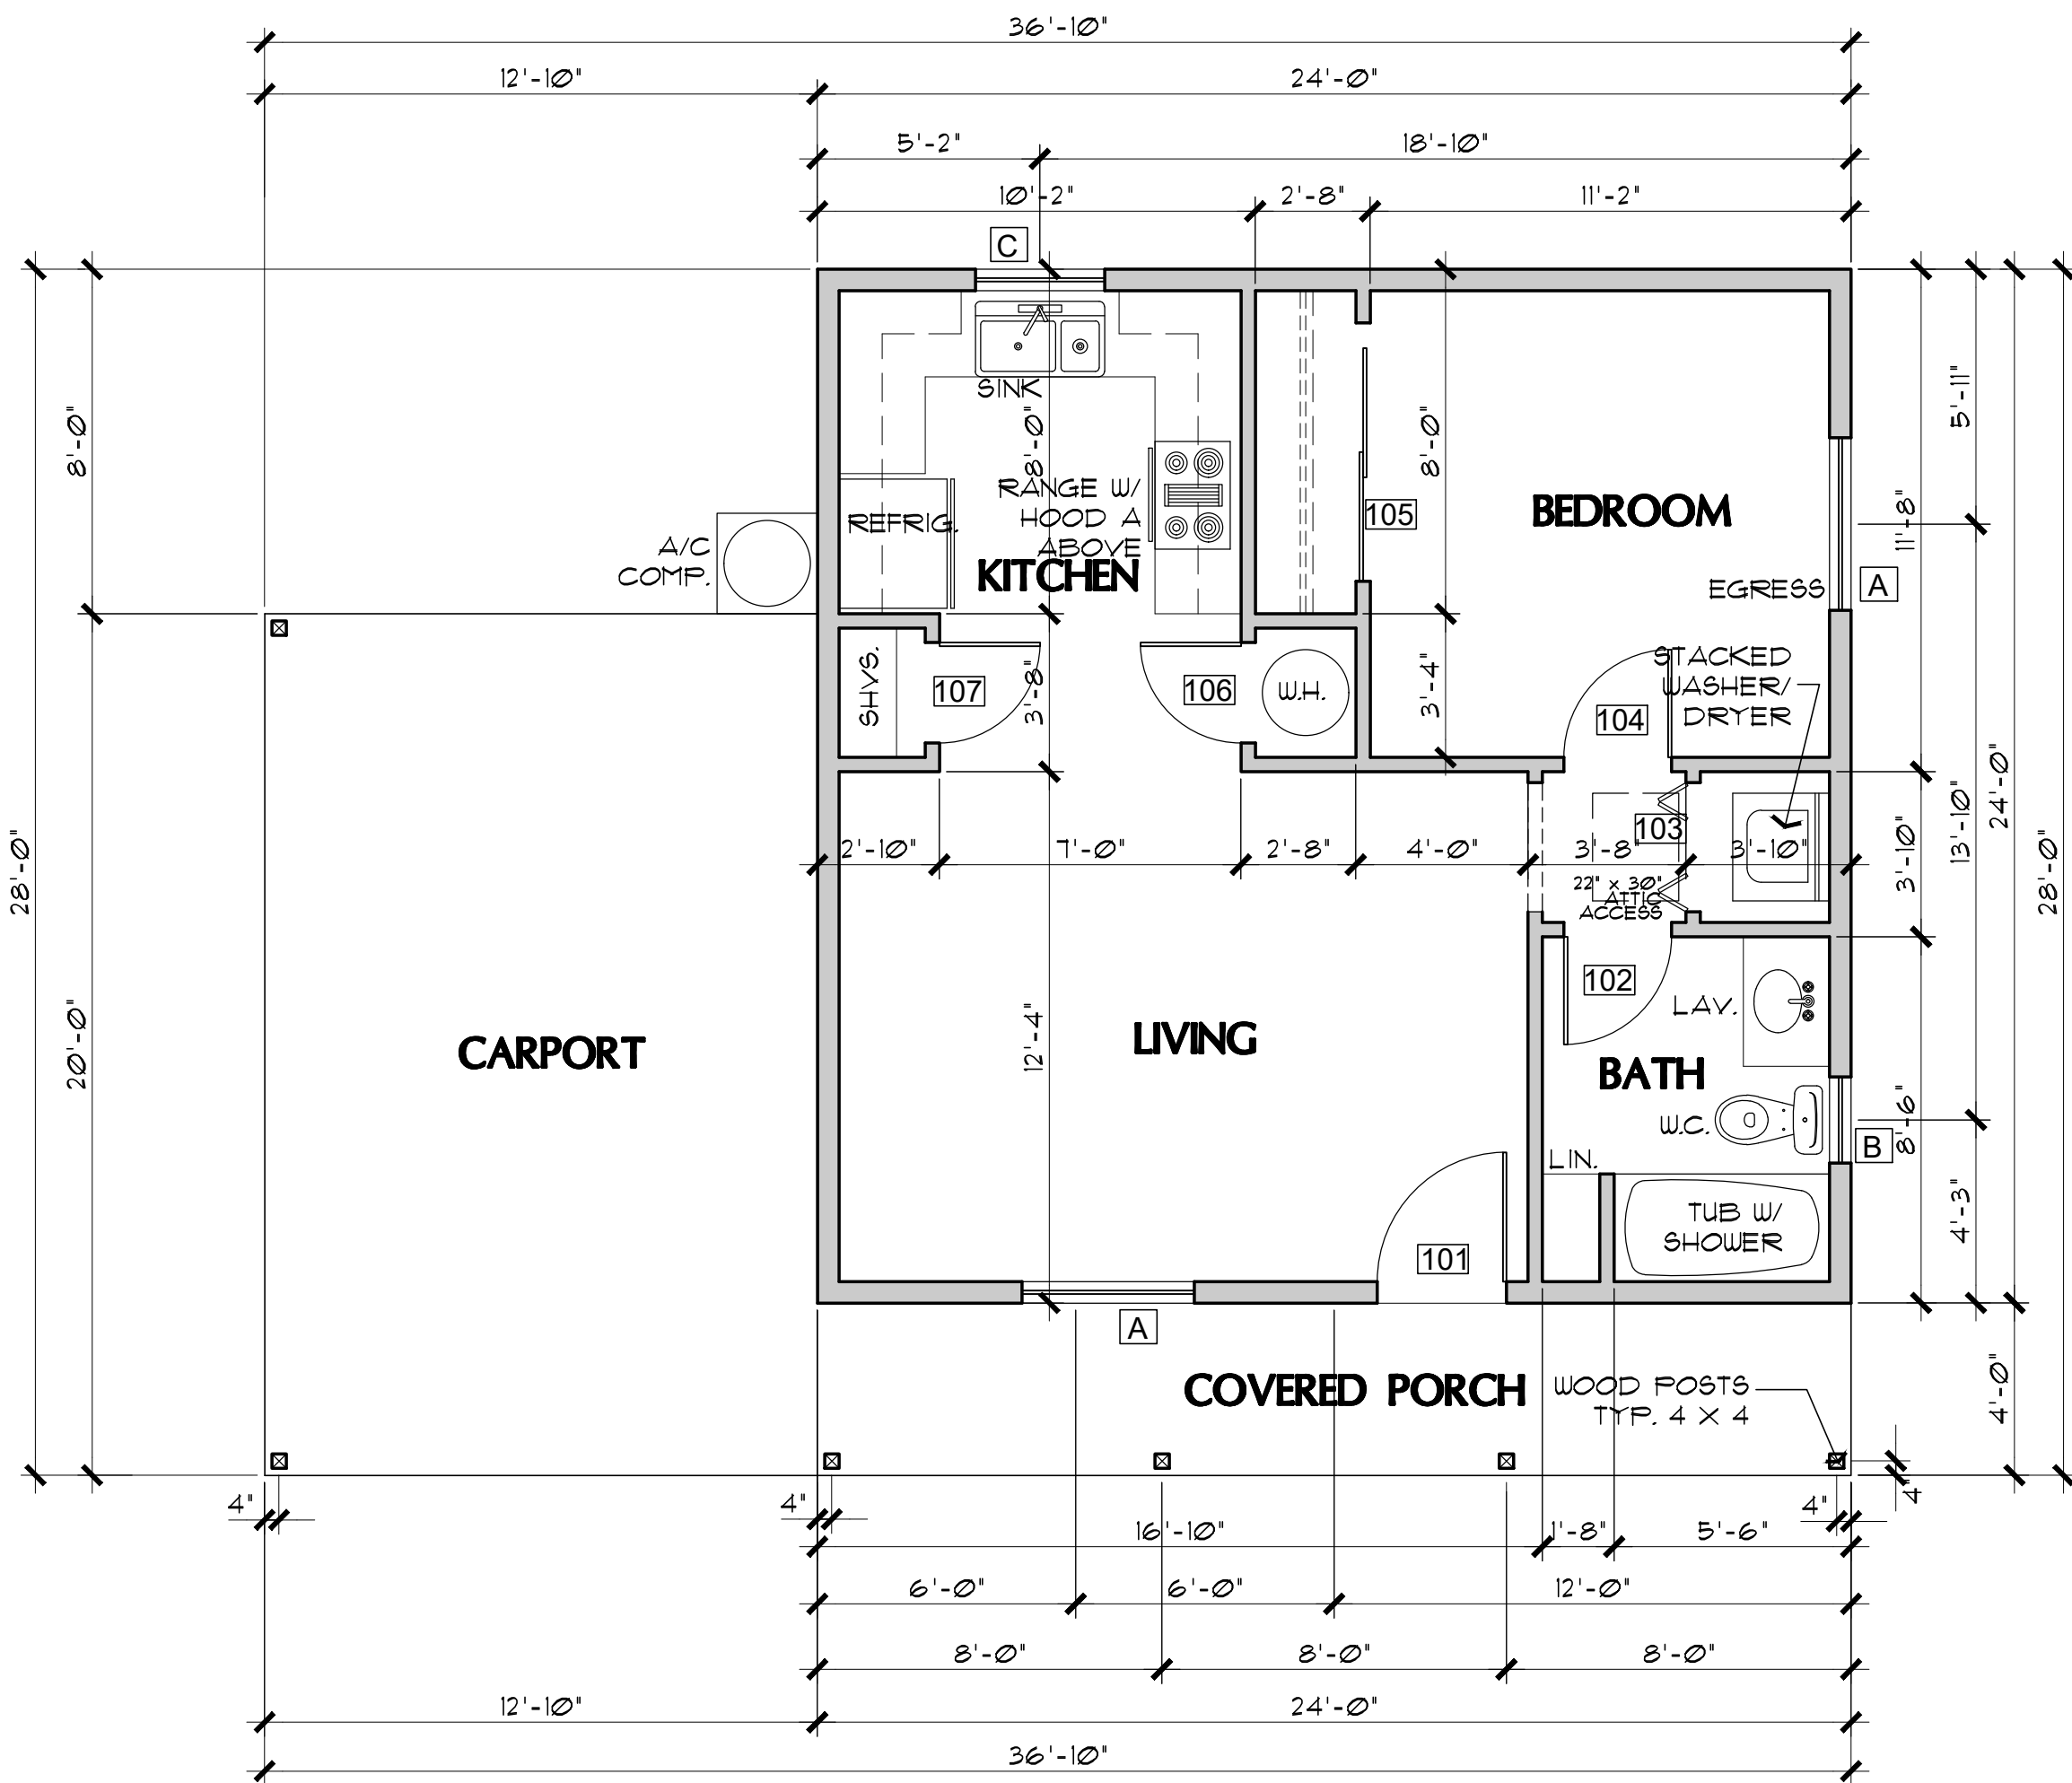 36'-10"
12'-10"
24'-0"
5'-2"
18'-10"
10'-2"
2'-8"
11'-2"
C
SINK
8'-0"
8'-0"
8'-0"
5'-11"
11'-8"
RANGE W/
HOOD A
ABOVE
REFRIG.
105
BEDROOM
A/C
COMP.
KITCHEN
EGRESS
A
SHVS.
107
3'-8"
106
W.H.
3'-4"
104
STACKED
WASHER/
DRYER
28'-0"
24'-0"
13'-10"
28'-0"
3'-10"
103
2'-10"
7'-0"
2'-8"
4'-0"
3'-8"
3'-10"
22" x 30"
ATTIC
ACCESS
102
LAV.
20'-0"
CARPORT
12'-4"
LIVING
BATH
W.C.
8'-6"
B
LIN.
TUB W/
SHOWER
4'-3"
101
A
COVERED PORCH
WOOD POSTS
TYP. 4 X 4
4'-0"
4"
4"
4"
4"
16'-10"
1'-8"
5'-6"
6'-0"
6'-0"
12'-0"
8'-0"
8'-0"
8'-0"
12'-10"
24'-0"
36'-10"